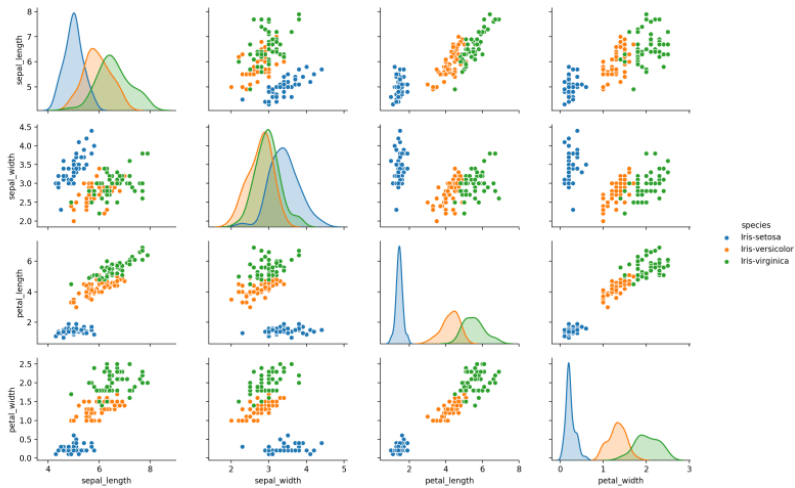 sepal_length
8
7
6
5
sepal_width
4.5
4.0
3.5
3.0
2.5
2.0
species
Iris-setosa
Iris-versicolor
Iris-virginica
petal_length
6
4
2
petal_width
2.5
2.0
1.5
1.0
0.5
0.0
4 6 8
2 3 4 5
2 4 6 8
0 1 2 3
sepal_length sepal_width petal_length petal_width